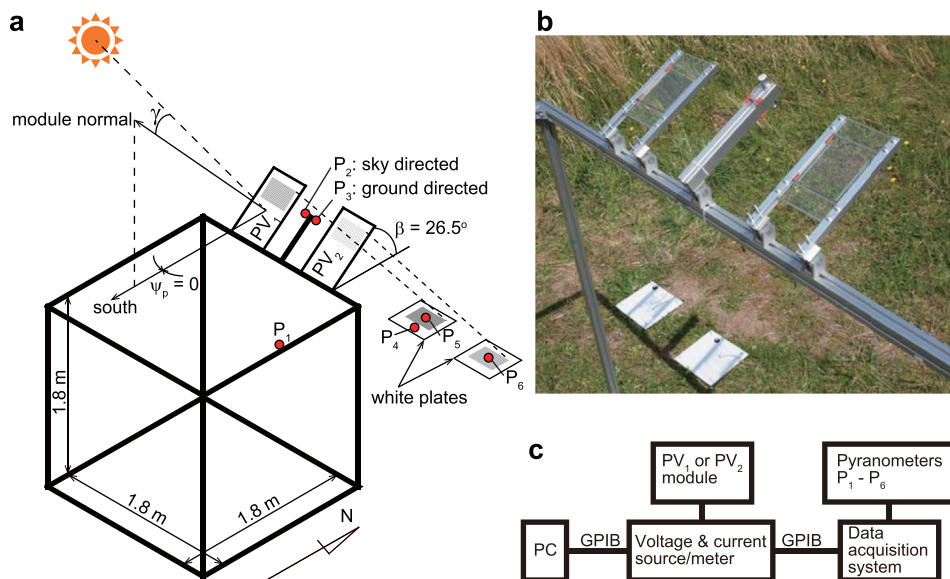 a
module normal
γ
P2: sky directed
P3: ground directed
PV1
PV2
β = 26.5o
ψp = 0
south
P1
P4
P5
P6
white plates
1.8 m
1.8 m
1.8 m
N
b
c
PV1 or PV2
module
Pyranometers
P1 - P6
PC
GPIB
Voltage & current
source/meter
GPIB
Data
acquisition
system